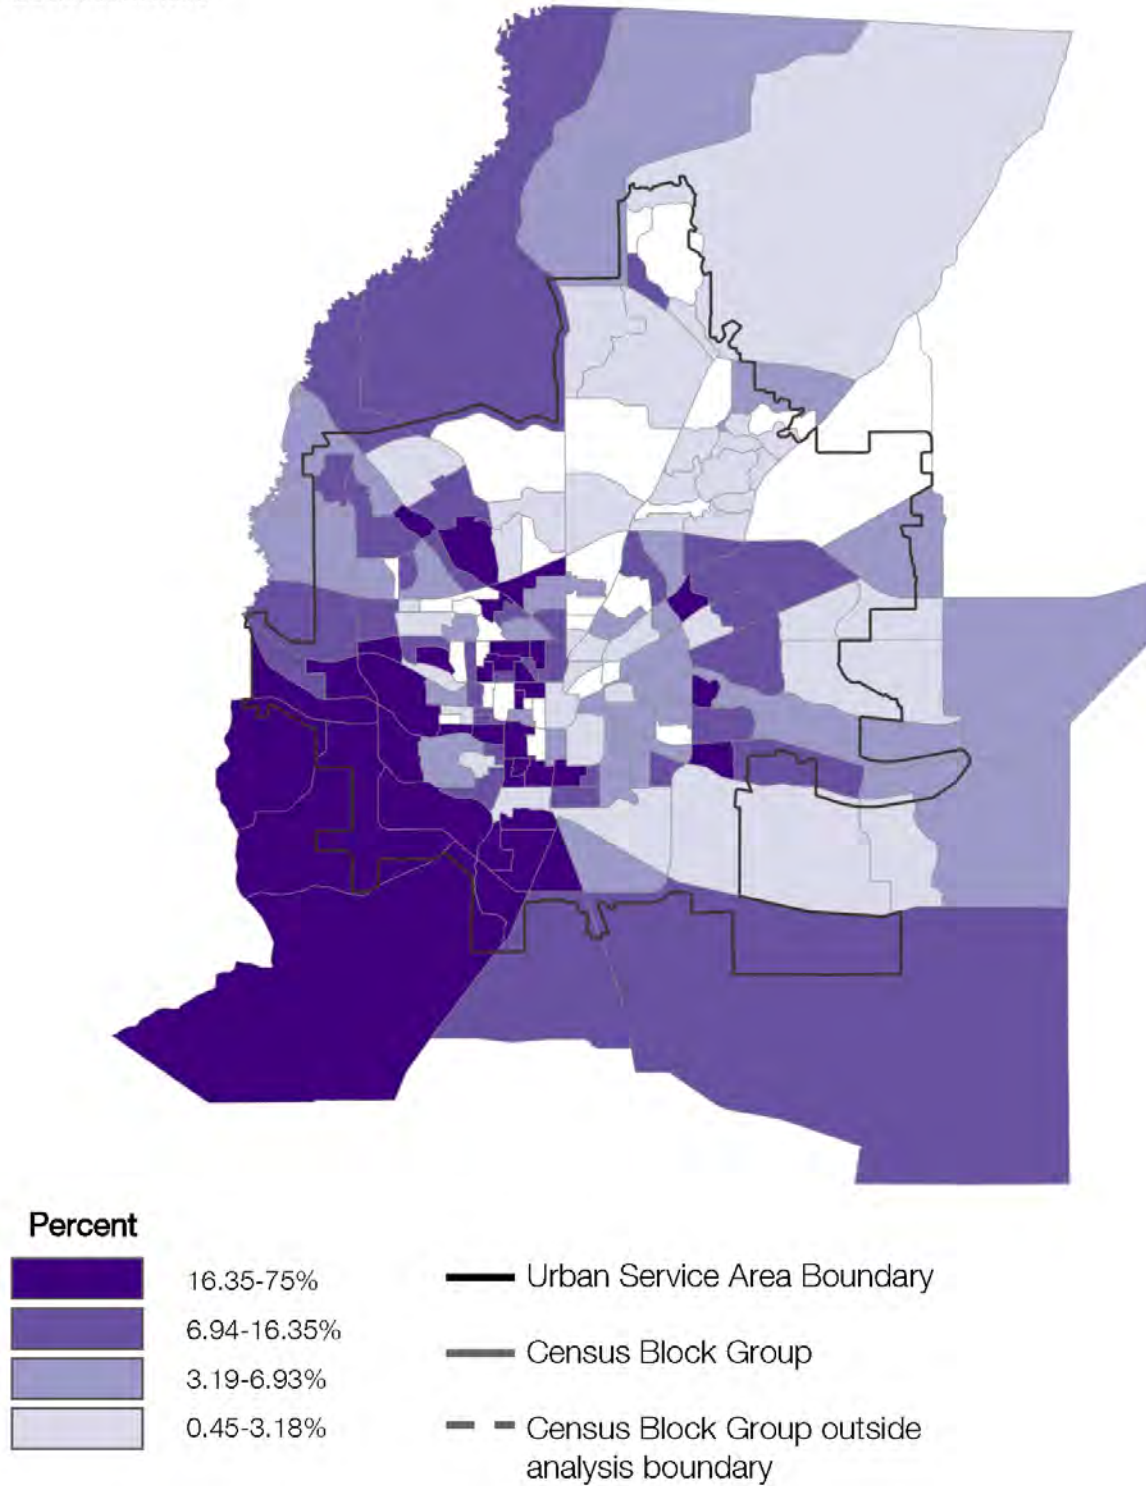 Percent
16.35-75%
6.94-16.35%
3.19-6.93%
0.45-3.18%
Urban Service Area Boundary
Census Block Group
Census Block Group outside
analysis boundary